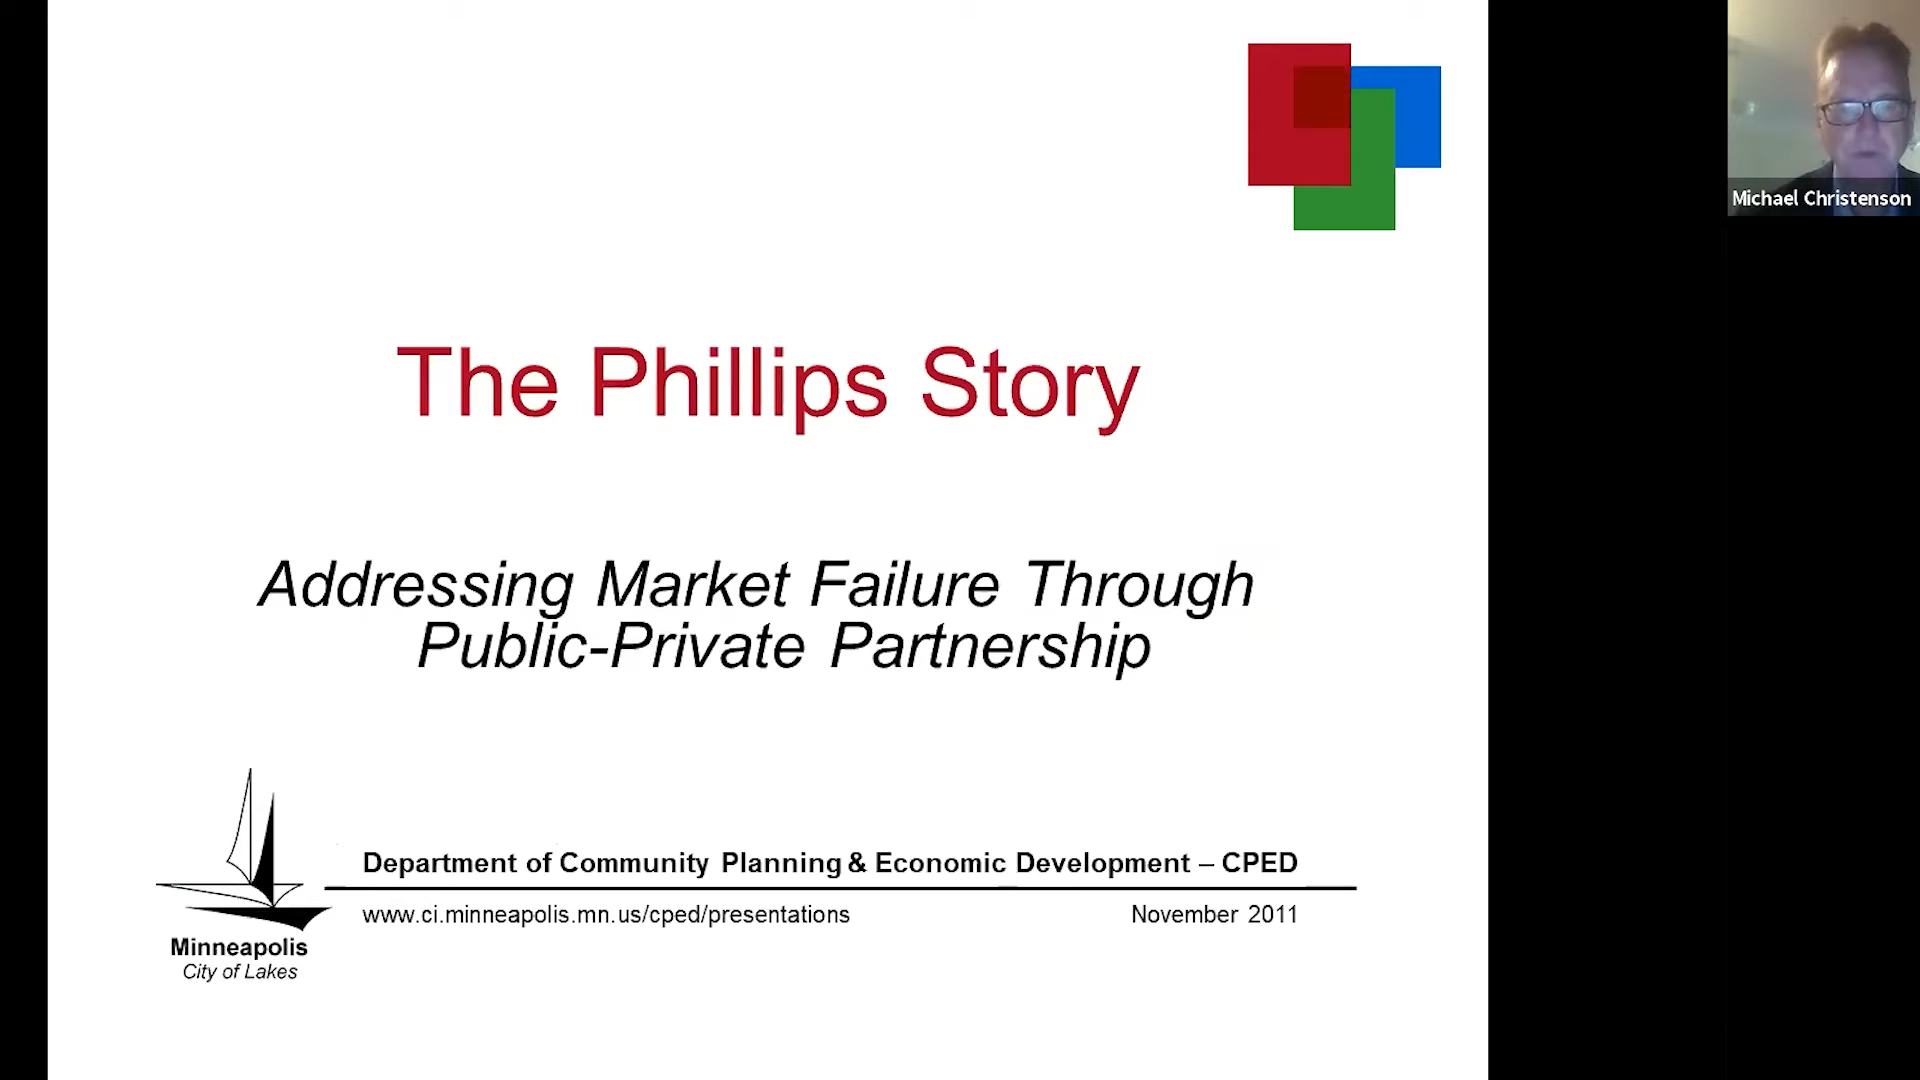 The Phillips Story
Addressing Market Failure Through
Public-Private Partnership
Department of Community Planning & Economic Development – CPED
www.ci.minneapolis.mn.us/cped/presentations
November 2011
Minneapolis
City of Lakes
Michael Christenson